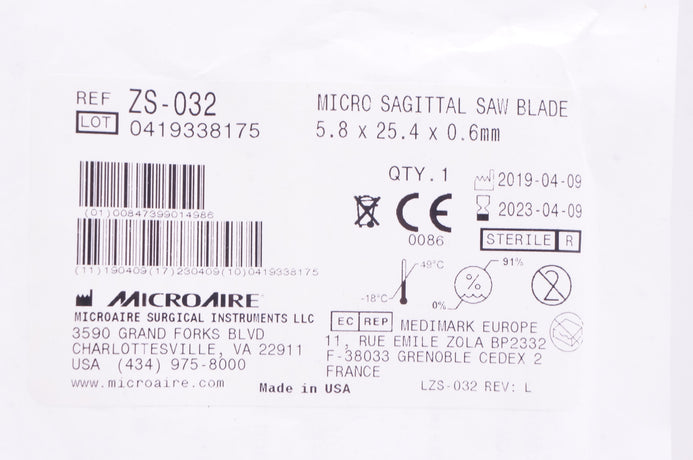 REF ZS-032
LOT 0419338175
MICRO SAGITTAL SAW BLADE
5.8 x 25.4 x 0.6mm
QTY. 1
2019-04-09
2023-04-09
0086
STERILE R
(01)00847399014986
(11)190409(17)230409(10)0419338175
-18°C
49°C
0%
91%
2
MICROAIRE
MICROAIRE SURGICAL INSTRUMENTS LLC
3590 GRAND FORKS BLVD
CHARLOTTESVILLE, VA 22911
USA (434) 975-8000
www.microaire.com
Made in USA
EC REP MEDIMARK EUROPE
11, RUE EMILE ZOLA BP2332
F-38033 GRENOBLE CEDEX 2
FRANCE
LZS-032 REV: L